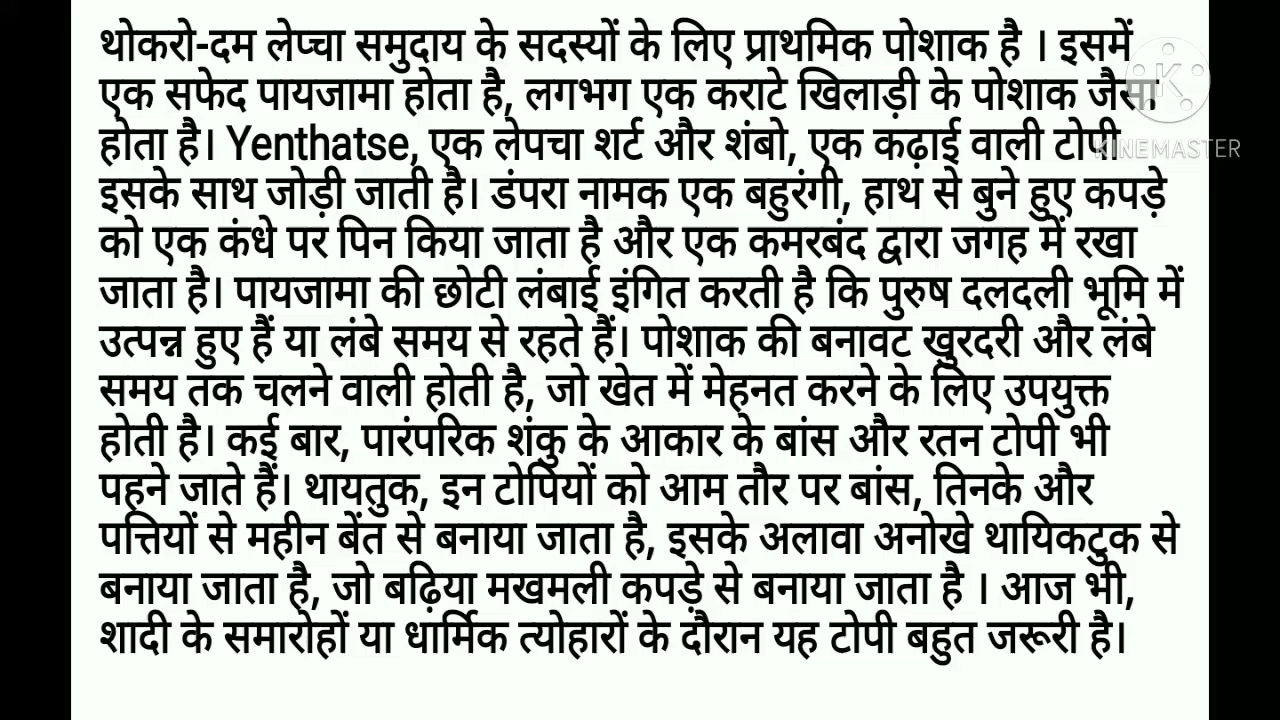 थोकरो-दम लेप्चा समुदाय के सदस्यों के लिए प्राथमिक पोशाक है । इसमें
एक सफेद पायजामा होता है, लगभग एक कराटे खिलाड़ी के पोशाक जैसा
होता है। Yenthatse, एक लेपचा शर्ट और शंबो, एक कढ़ाई वाली टोपी
KINEMASTER
इसके साथ जोड़ी जाती है। डंपरा नामक एक बहुरंगी, हाथ से बुने हुए कपड़े
को एक कंधे पर पिन किया जाता है और एक कमरबंद द्वारा जगह में रखा
जाता है। पायजामा की छोटी लंबाई इंगित करती है कि पुरुष दलदली भूमि में
उत्पन्न हुए हैं या लंबे समय से रहते हैं। पोशाक की बनावट खुरदरी और लंबे
समय तक चलने वाली होती है, जो खेत में मेहनत करने के लिए उपयुक्त
होती है। कई बार, पारंपरिक शंकु के आकार के बांस और रतन टोपी भी
पहने जाते हैं। थायतुक, इन टोपियों को आम तौर पर बांस, तिनके और
पत्तियों से महीन बेंत से बनाया जाता है, इसके अलावा अनोखे थायिकटुक से
बनाया जाता है, जो बढ़िया मखमली कपड़े से बनाया जाता है । आज भी,
शादी के समारोहों या धार्मिक त्योहारों के दौरान यह टोपी बहुत जरूरी है।